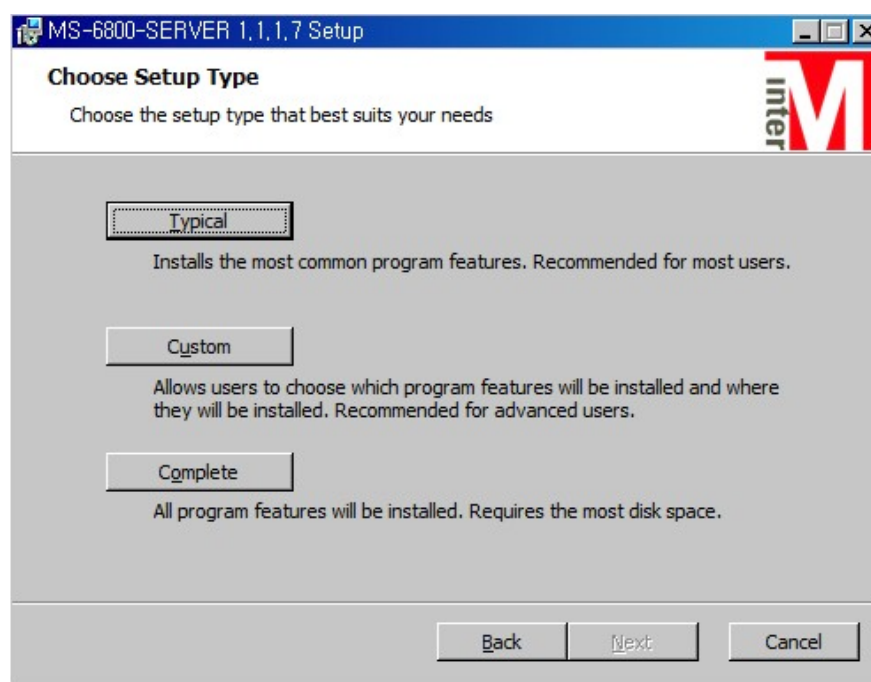 MS-6800-SERVER 1,1,1,7 Setup
Choose Setup Type
Choose the setup type that best suits your needs
inter M
Typical
Installs the most common program features. Recommended for most users.
Custom
Allows users to choose which program features will be installed and where
they will be installed. Recommended for advanced users.
Complete
All program features will be installed. Requires the most disk space.
Back Next Cancel